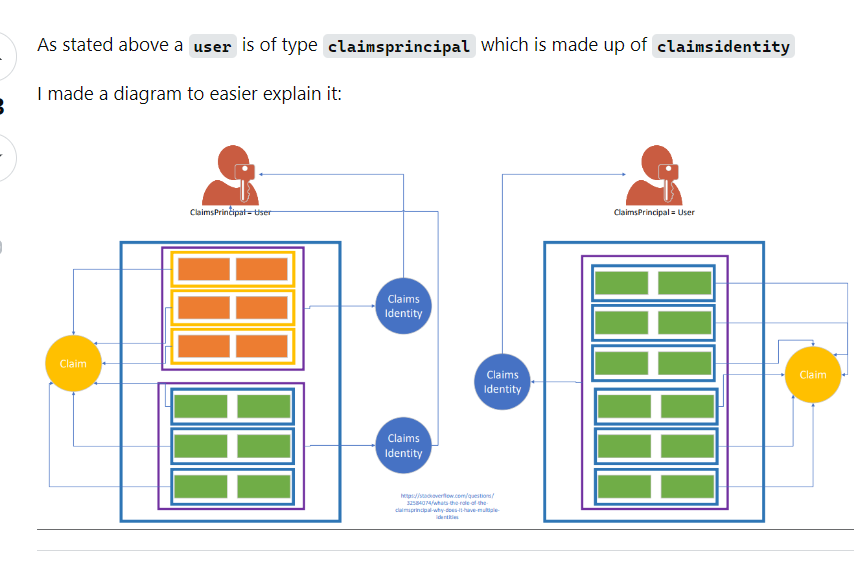 As stated above a user is of type claimsprincipal which is made up of claimsidentity
I made a diagram to easier explain it:
ClaimsPrincipal = User
ClaimsPrincipal = User
Claims
Identity
Claim
Claims
Identity
Claim
Claims
Identity
https://stackoverflow.com/questions/
32584074/whats-the-role-of-the-
claimsprincipal-why-does-it-have-multiple-
identities